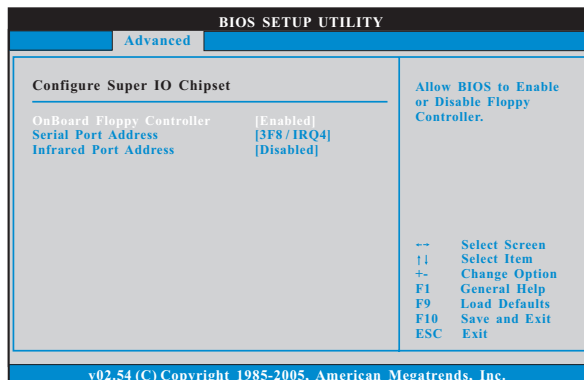 BIOS SETUP UTILITY
Advanced
Configure Super IO Chipset
OnBoard Floppy Controller [Enabled]
Serial Port Address [3F8 / IRQ4]
Infrared Port Address [Disabled]
Allow BIOS to Enable
or Disable Floppy
Controller.
←→ Select Screen
↑↓ Select Item
+- Change Option
F1 General Help
F9 Load Defaults
F10 Save and Exit
ESC Exit
v02.54 (C) Copyright 1985-2005, American Megatrends, Inc.